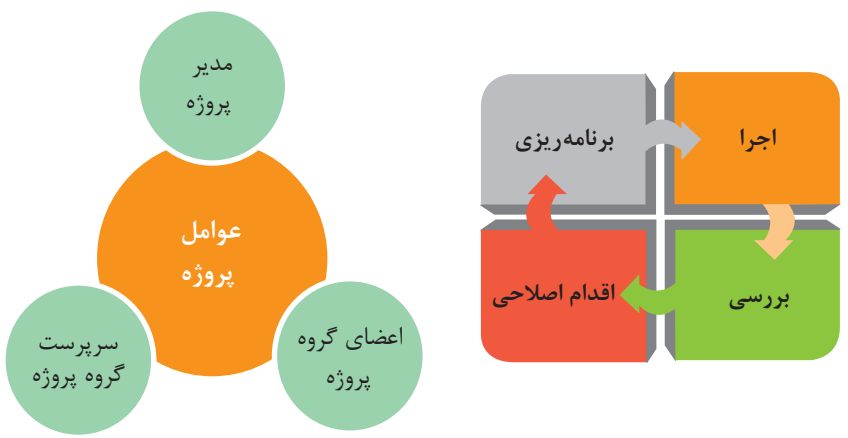 مدیر
پروژه
عوامل
پروژه
سرپرست
گروه پروژه
اعضای گروه
پروژه
برنامه‌ریزی
اجرا
بررسی
اقدام اصلاحی